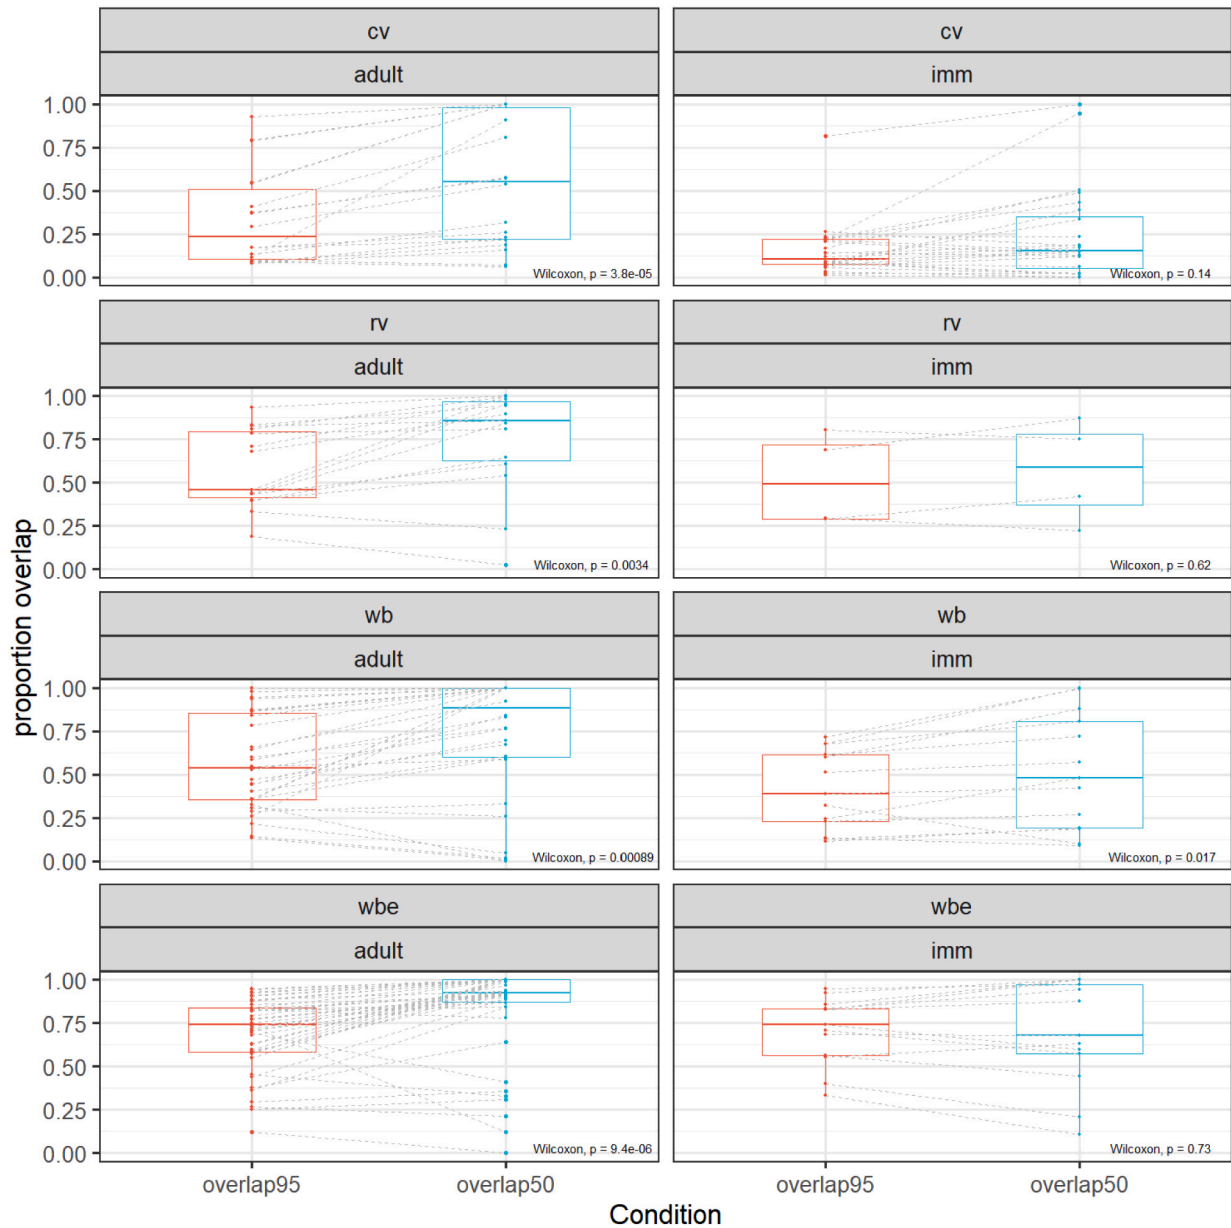 cv
cv
adult
imm
1.00
0.75
0.50
0.25
0.00
Wilcoxon, p = 3.8e-05
Wilcoxon, p = 0.14
rv
rv
adult
imm
1.00
0.75
0.50
0.25
0.00
Wilcoxon, p = 0.0034
Wilcoxon, p = 0.62
proportion overlap
wb
wb
adult
imm
1.00
0.75
0.50
0.25
0.00
Wilcoxon, p = 0.00089
Wilcoxon, p = 0.017
wbe
wbe
adult
imm
1.00
0.75
0.50
0.25
0.00
Wilcoxon, p = 9.4e-06
Wilcoxon, p = 0.73
overlap95
overlap50
overlap95
overlap50
Condition